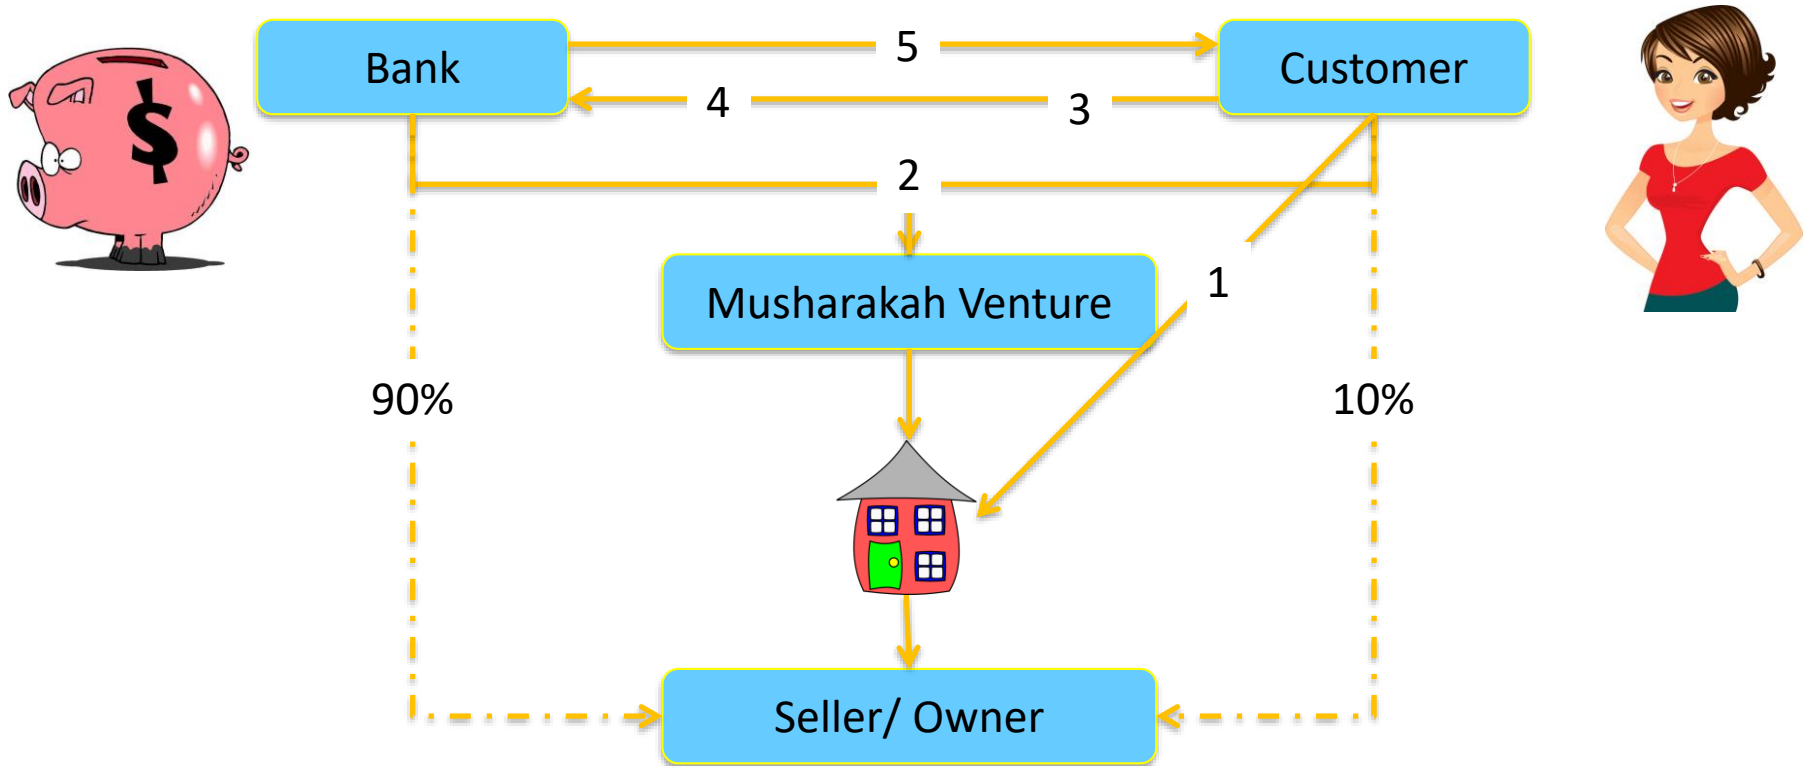 Bank
5
Customer
4
3
2
Musharakah Venture
1
90%
10%
Seller/ Owner
$